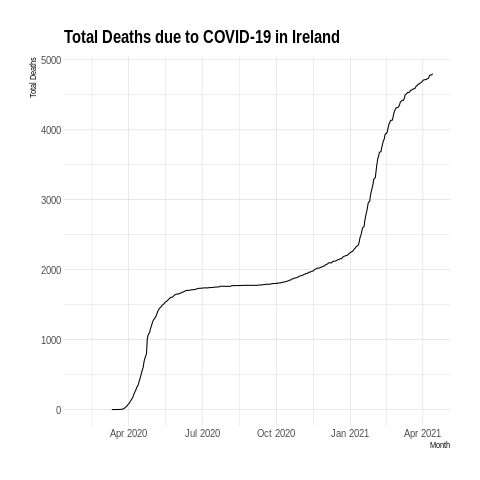 Total Deaths due to COVID-19 in Ireland
Total Deaths
5000
4000
3000
2000
1000
0
Apr 2020 Jul 2020 Oct 2020 Jan 2021 Apr 2021
Month